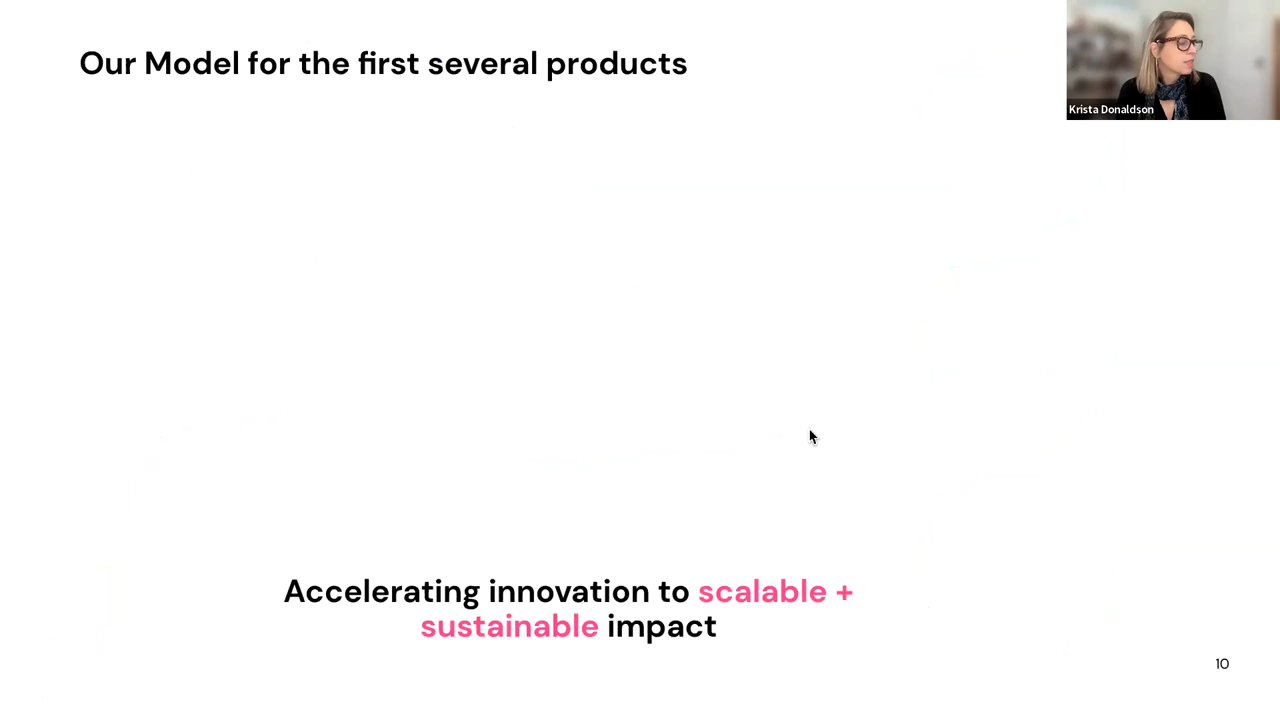 Our Model for the first several products
Krista Donaldson
Accelerating innovation to scalable +
sustainable impact
10